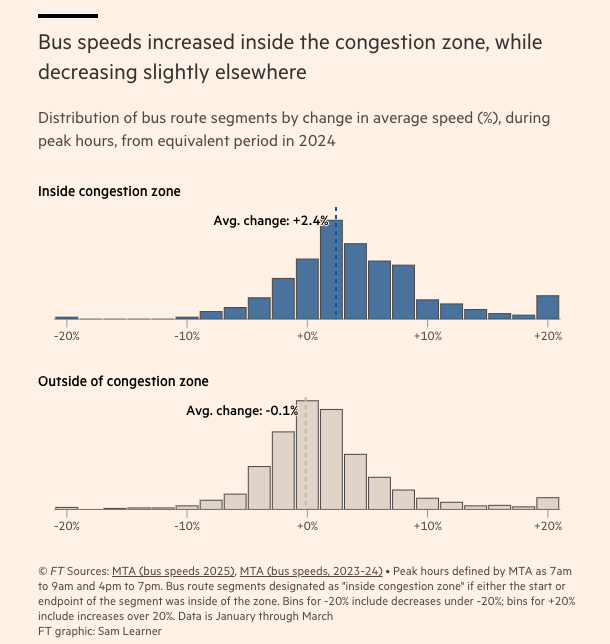 Bus speeds increased inside the congestion zone, while
decreasing slightly elsewhere
Distribution of bus route segments by change in average speed (%), during
peak hours, from equivalent period in 2024
Inside congestion zone
Avg. change: +2.4%
-20% -10% +0% +10% +20%
Outside of congestion zone
Avg. change: -0.1%
-20% -10% +0% +10% +20%
© FT Sources: MTA (bus speeds 2025), MTA (bus speeds, 2023-24) • Peak hours defined by MTA as 7am
to 9am and 4pm to 7pm. Bus route segments designated as "inside congestion zone" if either the start or
endpoint of the segment was inside of the zone. Bins for -20% include decreases under -20%; bins for +20%
include increases over 20%. Data is January through March
FT graphic: Sam Learner